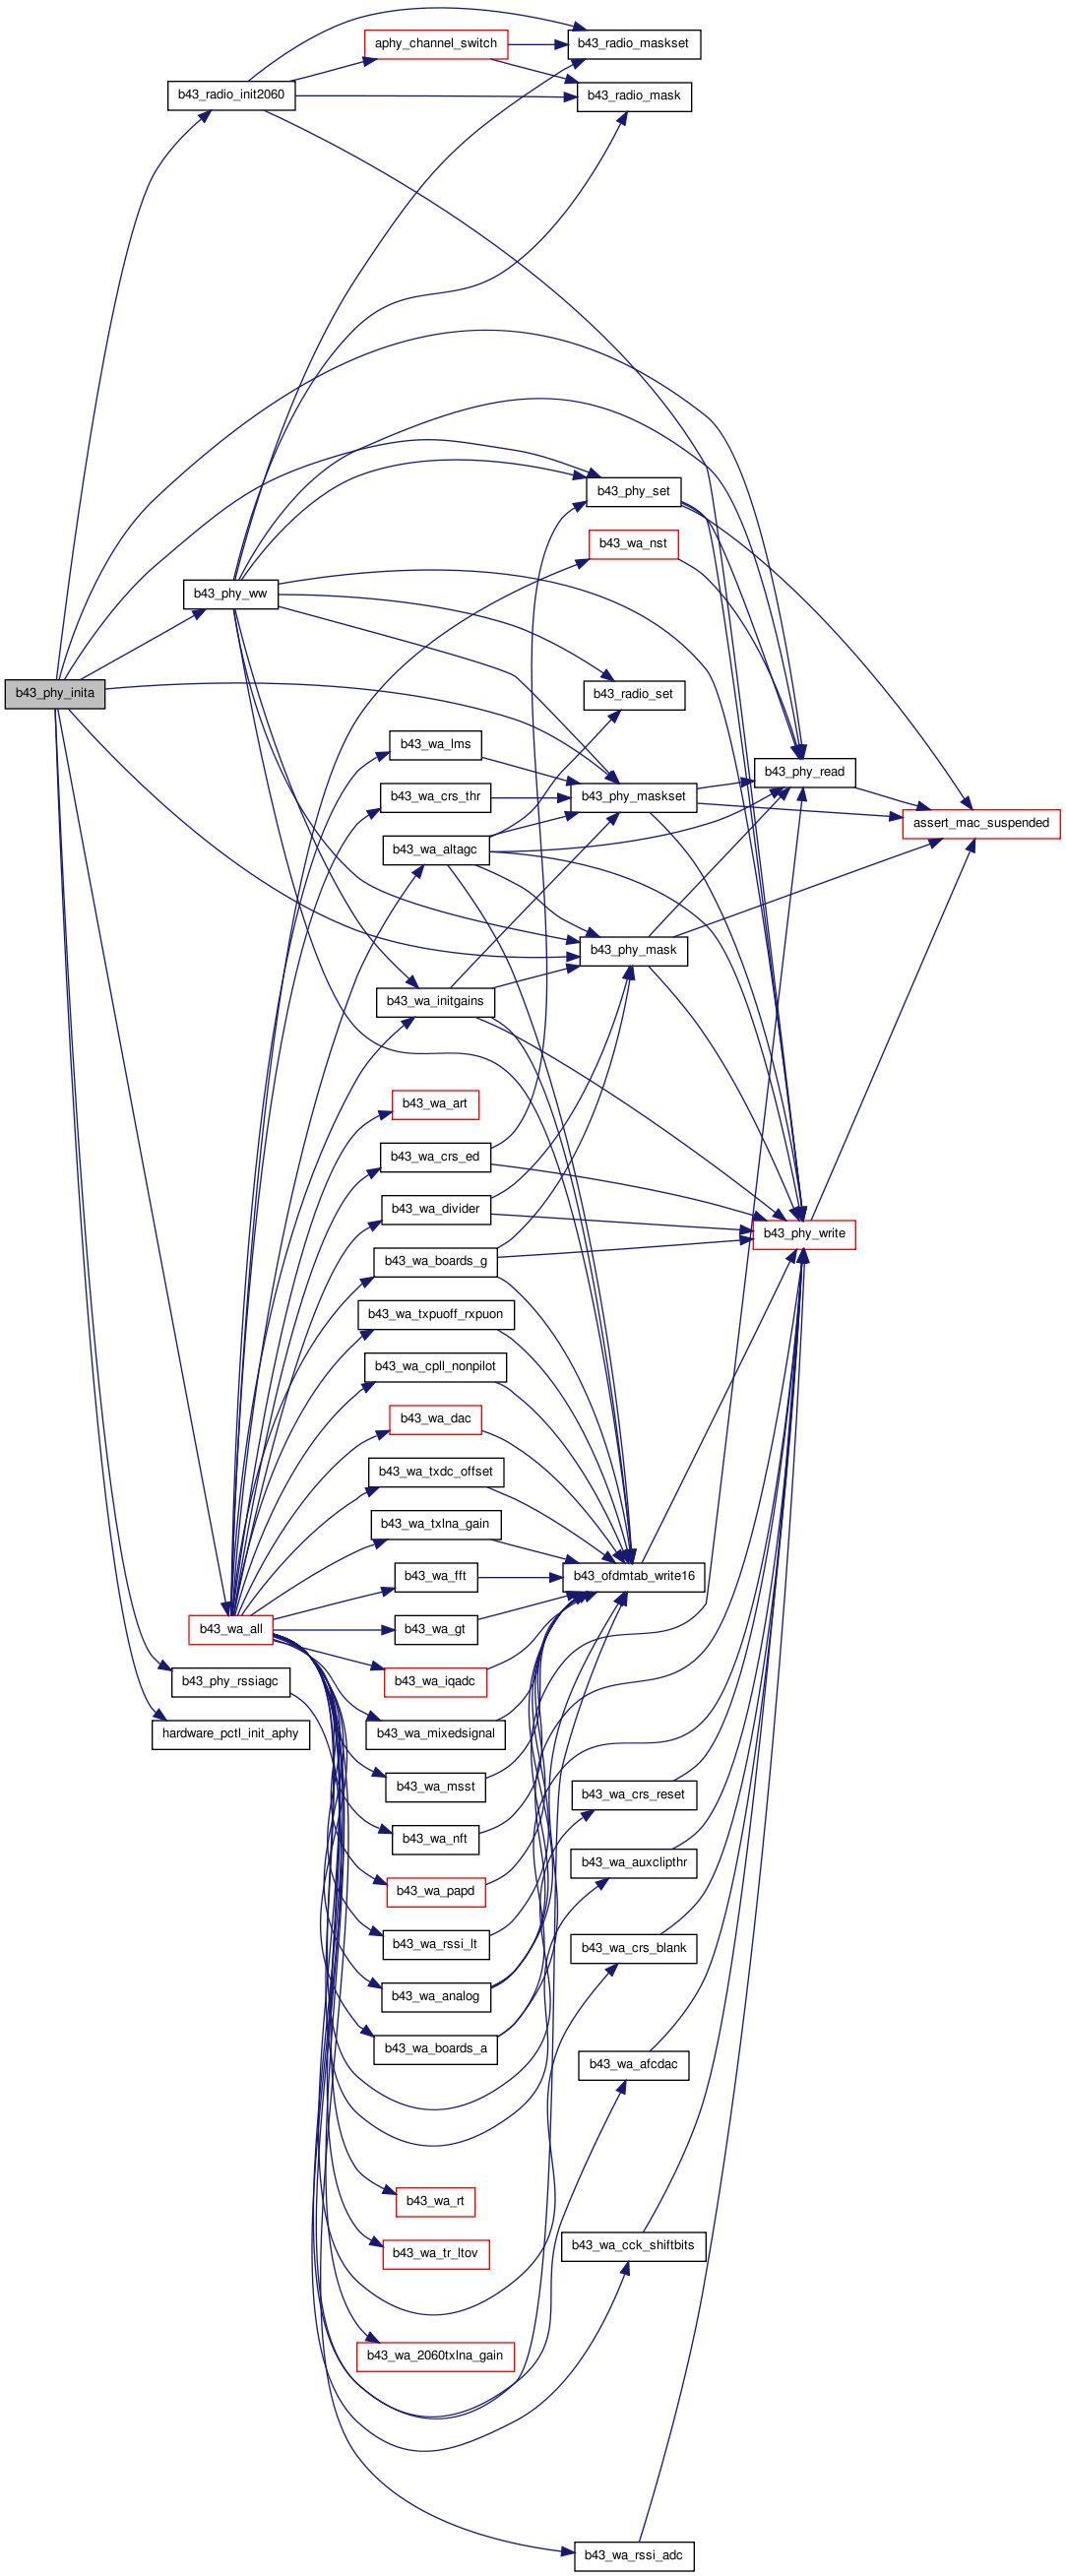 b43_radio_maskset
aphy_channel_switch
b43_radio_init2060
b43_radio_mask
b43_phy_set
b43_wa_nst
b43_phy_ww
b43_phy_inita
b43_radio_set
b43_wa_lms
b43_phy_read
b43_wa_crs_thr
b43_phy_maskset
assert_mac_suspended
b43_wa_altagc
b43_phy_mask
b43_wa_initgains
b43_wa_art
b43_wa_crs_ed
b43_wa_divider
b43_phy_write
b43_wa_boards_g
b43_wa_txpuoff_rxpuon
b43_wa_cpll_nonpilot
b43_wa_dac
b43_wa_txdc_offset
b43_wa_txlna_gain
b43_wa_fft
b43_ofdmtab_write16
b43_wa_all
b43_wa_gt
b43_phy_rssiagc
b43_wa_iqadc
hardware_pctl_init_aphy
b43_wa_mixedsignal
b43_wa_msst
b43_wa_crs_reset
b43_wa_nft
b43_wa_auxclipthr
b43_wa_papd
b43_wa_rssi_lt
b43_wa_crs_blank
b43_wa_analog
b43_wa_boards_a
b43_wa_afcdac
b43_wa_rt
b43_wa_cck_shiftbits
b43_wa_tr_ltov
b43_wa_2060txlna_gain
b43_wa_rssi_adc